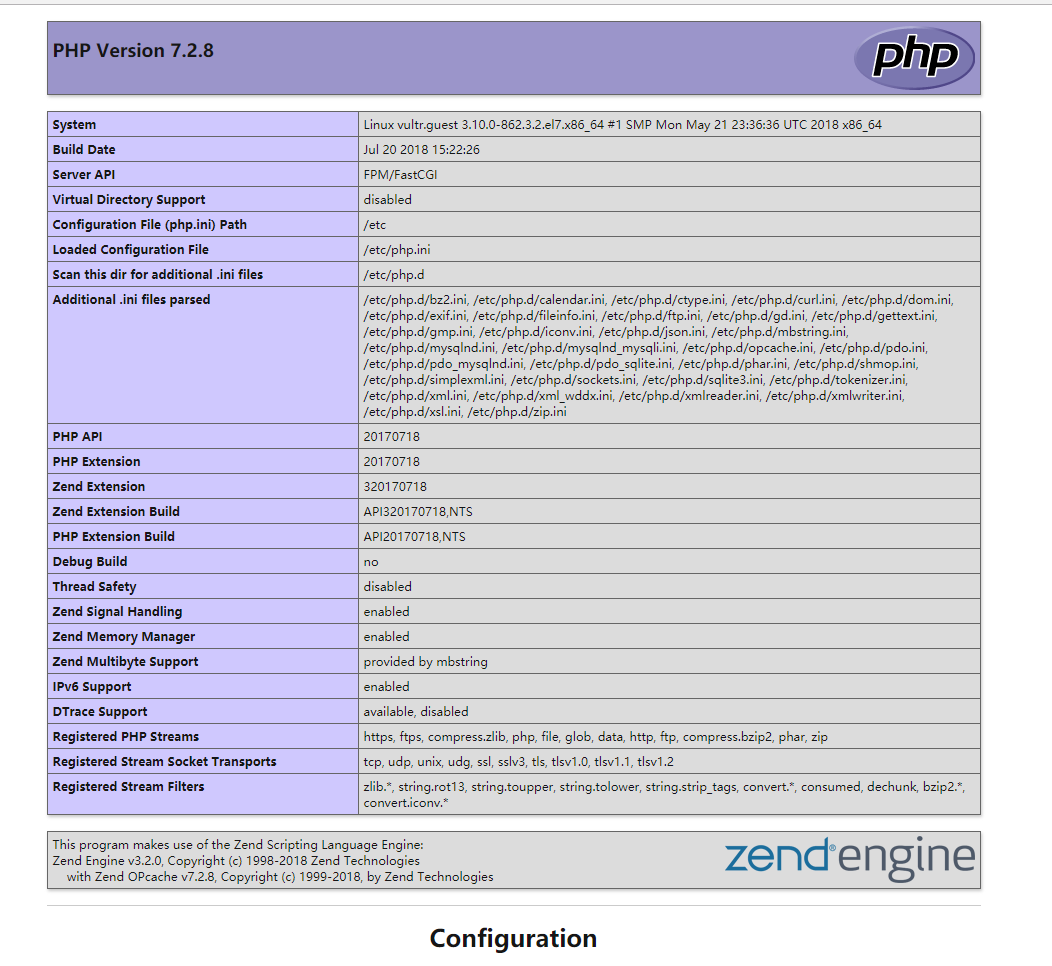 PHP Version 7.2.8
php
System Linux vultr.guest 3.10.0-862.3.2.el7.x86_64 #1 SMP Mon May 21 23:36:36 UTC 2018 x86_64
Build Date Jul 20 2018 15:22:26
Server API FPM/FastCGI
Virtual Directory Support disabled
Configuration File (php.ini) Path /etc
Loaded Configuration File /etc/php.ini
Scan this dir for additional .ini files /etc/php.d
Additional .ini files parsed /etc/php.d/bz2.ini, /etc/php.d/calendar.ini, /etc/php.d/ctype.ini, /etc/php.d/curl.ini, /etc/php.d/dom.ini,
/etc/php.d/exif.ini, /etc/php.d/fileinfo.ini, /etc/php.d/ftp.ini, /etc/php.d/gd.ini, /etc/php.d/gettext.ini,
/etc/php.d/gmp.ini, /etc/php.d/iconv.ini, /etc/php.d/json.ini, /etc/php.d/mbstring.ini,
/etc/php.d/mysqlnd.ini, /etc/php.d/mysqlnd_mysqli.ini, /etc/php.d/opcache.ini, /etc/php.d/pdo.ini,
/etc/php.d/pdo_mysqlnd.ini, /etc/php.d/pdo_sqlite.ini, /etc/php.d/phar.ini, /etc/php.d/shmop.ini,
/etc/php.d/simplexml.ini, /etc/php.d/sockets.ini, /etc/php.d/sqlite3.ini, /etc/php.d/tokenizer.ini,
/etc/php.d/xml.ini, /etc/php.d/xml_wddx.ini, /etc/php.d/xmlreader.ini, /etc/php.d/xmlwriter.ini,
/etc/php.d/xsl.ini, /etc/php.d/zip.ini
PHP API 20170718
PHP Extension 20170718
Zend Extension 320170718
Zend Extension Build API320170718,NTS
PHP Extension Build API20170718,NTS
Debug Build no
Thread Safety disabled
Zend Signal Handling enabled
Zend Memory Manager enabled
Zend Multibyte Support provided by mbstring
IPv6 Support enabled
DTrace Support available, disabled
Registered PHP Streams https, ftps, compress.zlib, php, file, glob, data, http, ftp, compress.bzip2, phar, zip
Registered Stream Socket Transports tcp, udp, unix, udg, ssl, sslv3, tls, tlsv1.0, tlsv1.1, tlsv1.2
Registered Stream Filters zlib.*, string.rot13, string.toupper, string.tolower, string.strip_tags, convert.*, consumed, dechunk, bzip2.*,
convert.iconv.*
This program makes use of the Zend Scripting Language Engine:
Zend Engine v3.2.0, Copyright (c) 1998-2018 Zend Technologies
with Zend OPcache v7.2.8, Copyright (c) 1999-2018, by Zend Technologies
zend® engine
Configuration